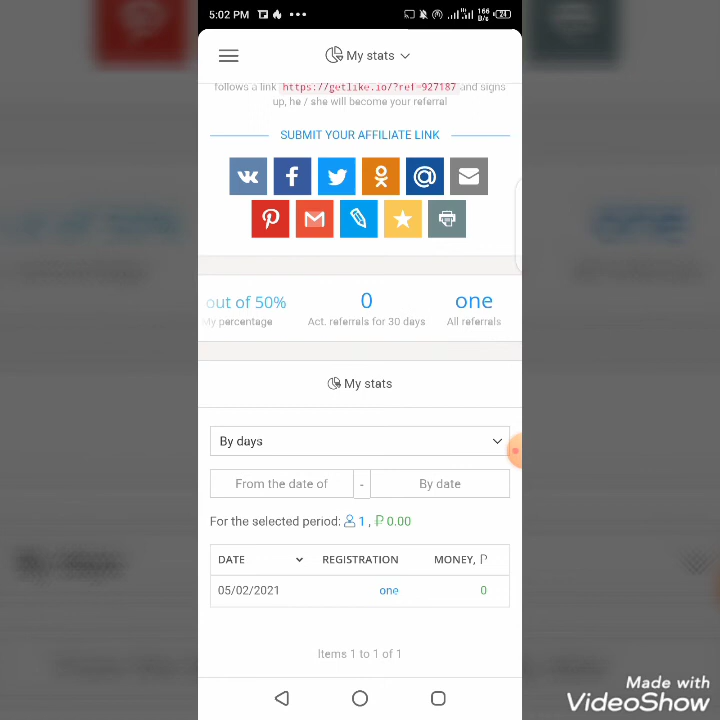 5:02 PM
166 B/s
24
My stats
follows a link https://getlike.io/?ref=927187 and signs
up, he / she will become your referral
SUBMIT YOUR AFFILIATE LINK
out of 50% 0 one
My percentage Act. referrals for 30 days All referrals
My stats
By days
From the date of - By date
For the selected period: 1 , ₽ 0.00
DATE REGISTRATION MONEY, ₽
05/02/2021 one 0
Items 1 to 1 of 1
Made with
VideoShow